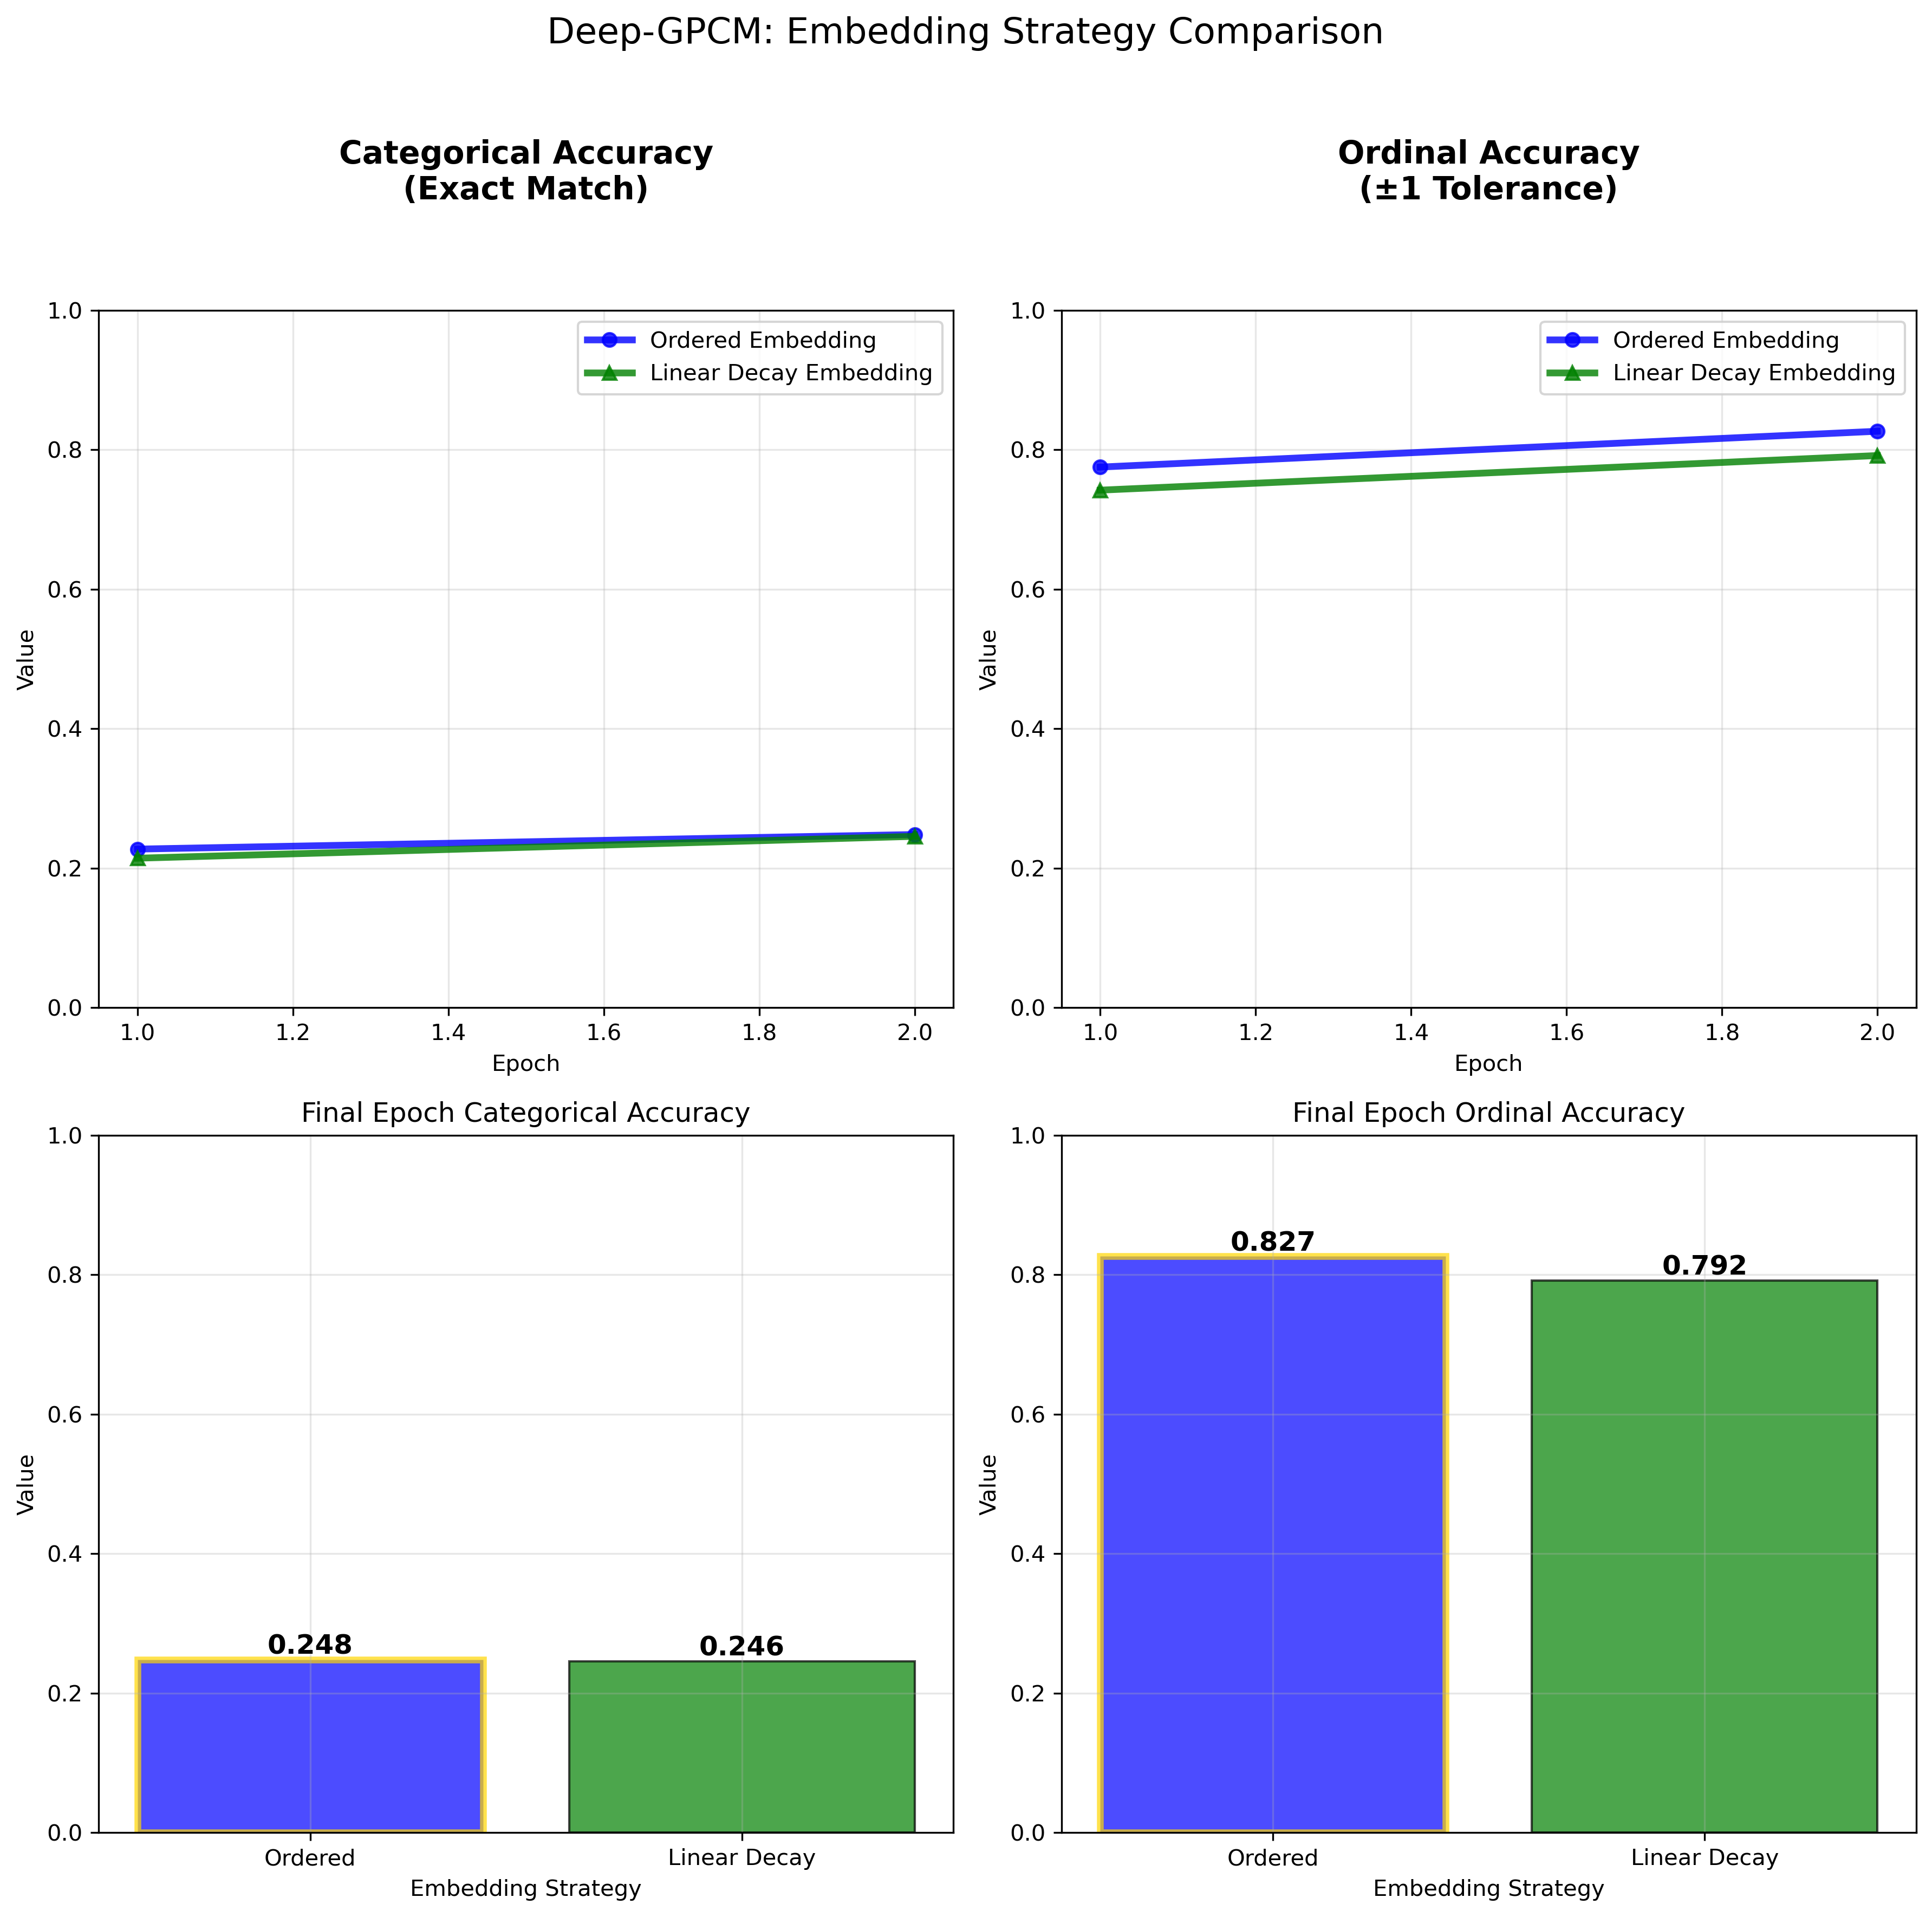 Deep-GPCM: Embedding Strategy Comparison
Categorical Accuracy
(Exact Match)
1.0
0.8
0.6
0.4
0.2
0.0
Value
Ordered Embedding
Linear Decay Embedding
1.0 1.2 1.4 1.6 1.8 2.0
Epoch
Ordinal Accuracy
(±1 Tolerance)
1.0
0.8
0.6
0.4
0.2
0.0
Value
Ordered Embedding
Linear Decay Embedding
1.0 1.2 1.4 1.6 1.8 2.0
Epoch
Final Epoch Categorical Accuracy
1.0
0.8
0.6
0.4
0.2
0.0
Value
0.248 0.246
Ordered Linear Decay
Embedding Strategy
Final Epoch Ordinal Accuracy
1.0
0.8
0.6
0.4
0.2
0.0
Value
0.827 0.792
Ordered Linear Decay
Embedding Strategy